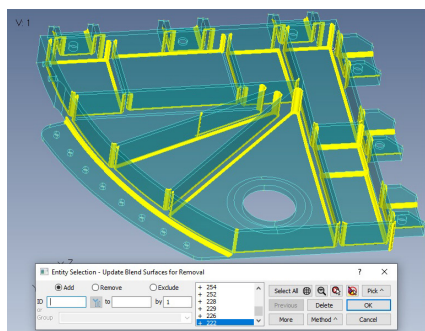 V: 1
Entity Selection - Update Blend Surfaces for Removal
? X
Add Remove Exclude
ID to by 1
or
Group
+ 254
+ 252
+ 228
+ 229
+ 226
+ 222
Select All Pick ^
Previous Delete OK
More Method ^ Cancel